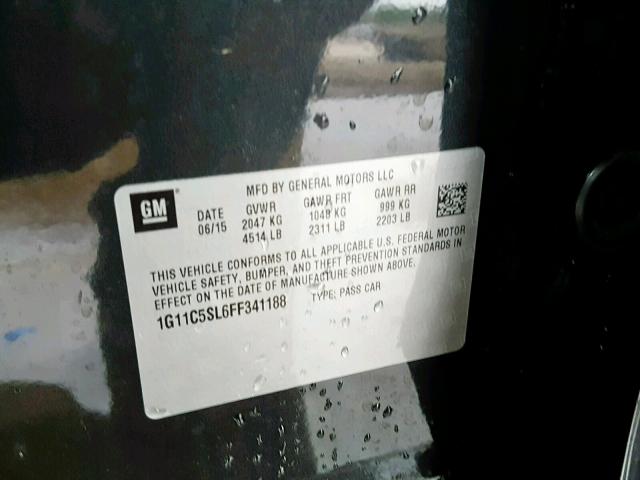 GM
MFD BY GENERAL MOTORS LLC
DATE GVWR GAWR FRT GAWR RR
06/15 2047 KG 1048 KG 999 KG
4514 LB 2311 LB 2203 LB
THIS VEHICLE CONFORMS TO ALL APPLICABLE U.S. FEDERAL MOTOR
VEHICLE SAFETY, BUMPER, AND THEFT PREVENTION STANDARDS IN
EFFECT ON THE DATE OF MANUFACTURE SHOWN ABOVE.
1G11C5SL6FF341188 TYPE: PASS CAR